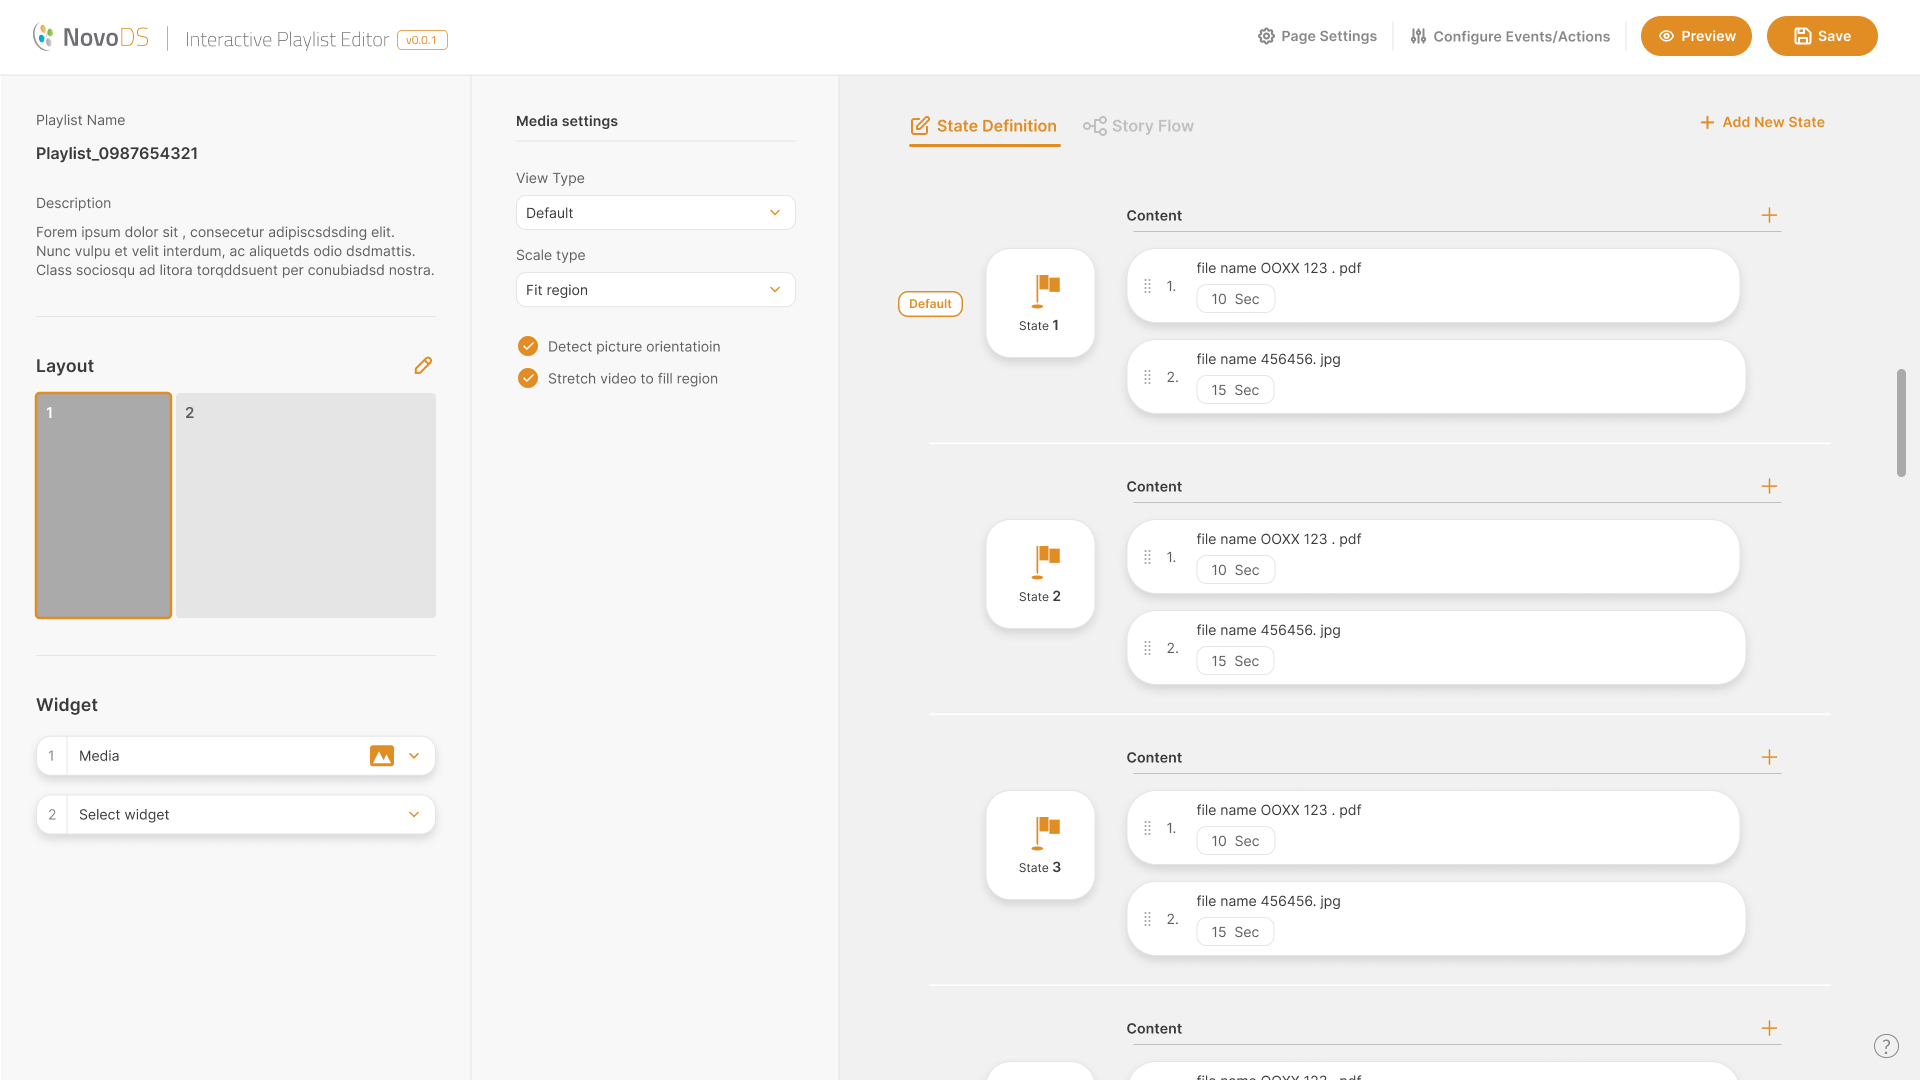 NovoDS
Interactive Playlist Editor
v0.0.1
Page Settings
Configure Events/Actions
Preview
Save
Playlist Name
Playlist_0987654321
Description
Forem ipsum dolor sit , consecetur adipiscsdsding elit.
Nunc vulpu et velit interdum, ac aliquetds odio dsdmattis.
Class sociosqu ad litora torqddsuent per conubiadsd nostra.
Layout
1
2
Widget
1 Media
2 Select widget
Media settings
View Type
Default
Scale type
Fit region
Detect picture orientatioin
Stretch video to fill region
State Definition
Story Flow
Add New State
Content
Default
State 1
1. file name OOXX 123 . pdf
10 Sec
2. file name 456456. jpg
15 Sec
Content
State 2
1. file name OOXX 123 . pdf
10 Sec
2. file name 456456. jpg
15 Sec
Content
State 3
1. file name OOXX 123 . pdf
10 Sec
2. file name 456456. jpg
15 Sec
Content
file name OOXX 123 . pdf
?